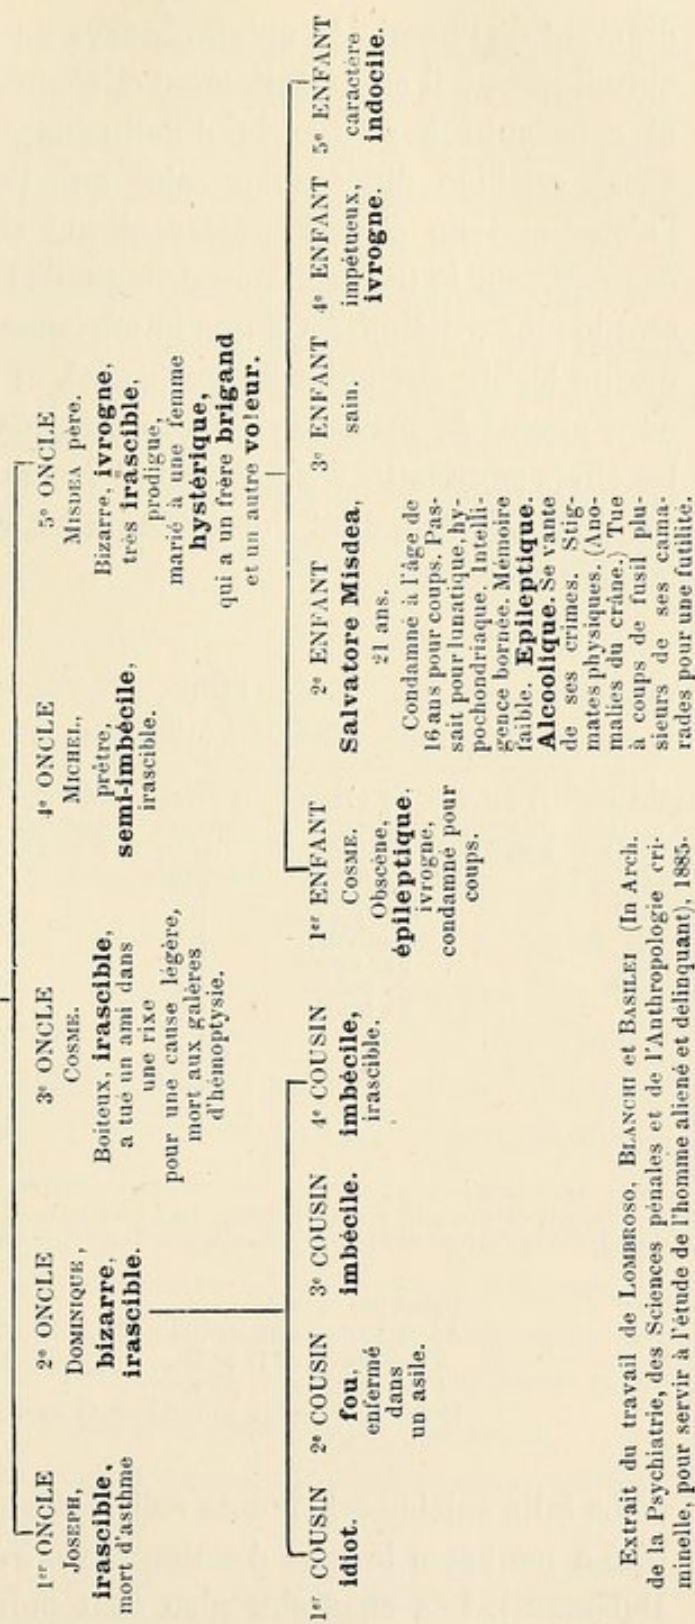 1er ONCLE
JOSEPH,
irascible,
mort d'asthme
2e ONCLE
DOMINIQUE,
bizarre,
irascible.
3e ONCLE
COSME.
Boiteux, irascible,
a tué un ami dans
une rixe
pour une cause légère,
mort aux galères
d'hémoptysie.
4e ONCLE
MICHEL,
prêtre,
semi-imbécile,
irascible.
5e ONCLE
MISDEA père.
Bizarre, ivrogne,
très irascible,
prodigue,
marié à une femme
hystérique,
qui a un frère brigand
et un autre voleur.
1er COUSIN
idiot.
2e COUSIN
fou,
enfermé
dans
un asile.
3e COUSIN
imbécile.
4e COUSIN
imbécile,
irascible.
1er ENFANT
COSME.
Obscène,
épileptique.
ivrogne,
condamné pour
coups.
2e ENFANT
Salvatore Misdea,
21 ans.
Condamné à l'âge de
16 ans pour coups. Pas-
sait pour lunatique, hy-
pochondriaque. Intelli-
gence bornée. Mémoire
faible. Epileptique.
Alcoolique. Se vante
de ses crimes. Stig-
mates physiques. (Ano-
malies du crâne.) Tue
à coups de fusil plu-
sieurs de ses cama-
rades pour une futilité.
3e ENFANT
sain.
4e ENFANT
impétueux,
ivrogne.
5e ENFANT
caractère
indocile.
Extrait du travail de LOMBROSO, BLANCHI et BASILEI (In Arch.
de la Psychiatrie, des Sciences pénales et de l'Anthropologie cri-
minelle, pour servir à l'étude de l'homme aliené et délinquant). 1885.